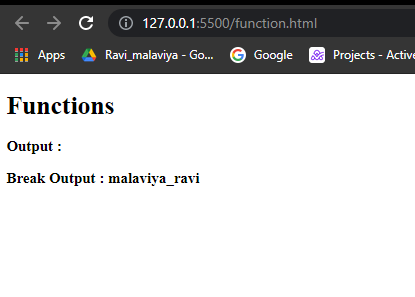 127.0.0.1:5500/function.html
Apps Ravi_malaviya - Go... Google Projects - Active
Functions
Output :
Break Output : malaviya_ravi